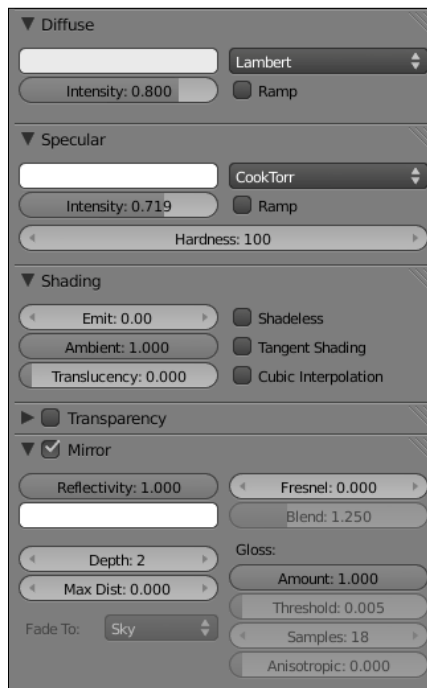 Diffuse
Lambert
Intensity: 0.800
Ramp
Specular
CookTorr
Intensity: 0.719
Ramp
Hardness: 100
Shading
Emit: 0.00
Shadeless
Ambient: 1.000
Tangent Shading
Translucency: 0.000
Cubic Interpolation
Transparency
Mirror
Reflectivity: 1.000
Fresnel: 0.000
Blend: 1.250
Depth: 2
Gloss:
Max Dist: 0.000
Amount: 1.000
Threshold: 0.005
Fade To:
Sky
Samples: 18
Anisotropic: 0.000